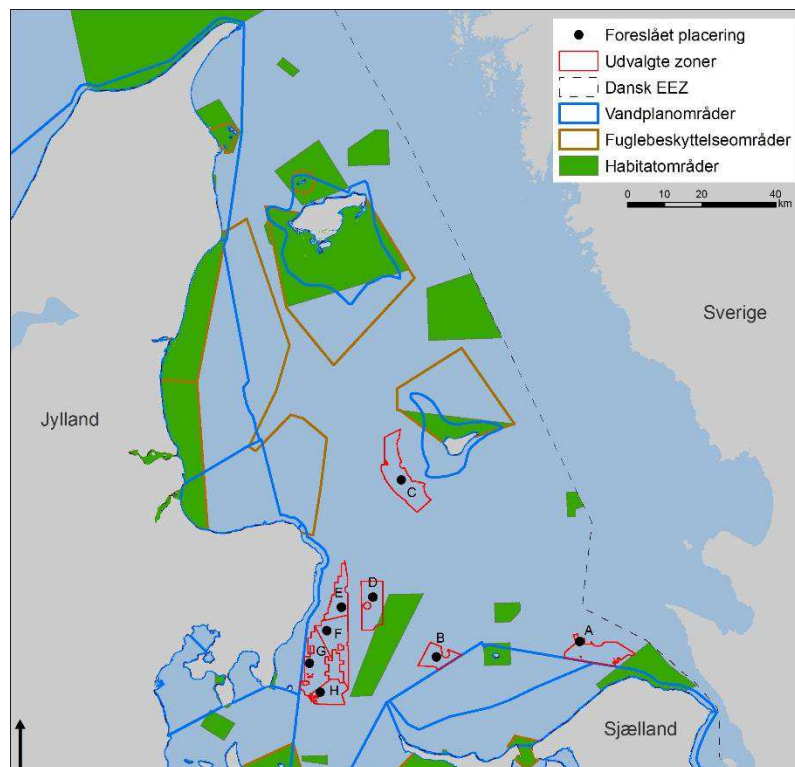 Foreslået placering
Udvalgte zoner
Dansk EEZ
Vandplanområder
Fuglebeskyttelseområder
Habitatområder
0 10 20 40
km
Sverige
Jylland
C
D
E
F
B
A
G
H
Sjælland